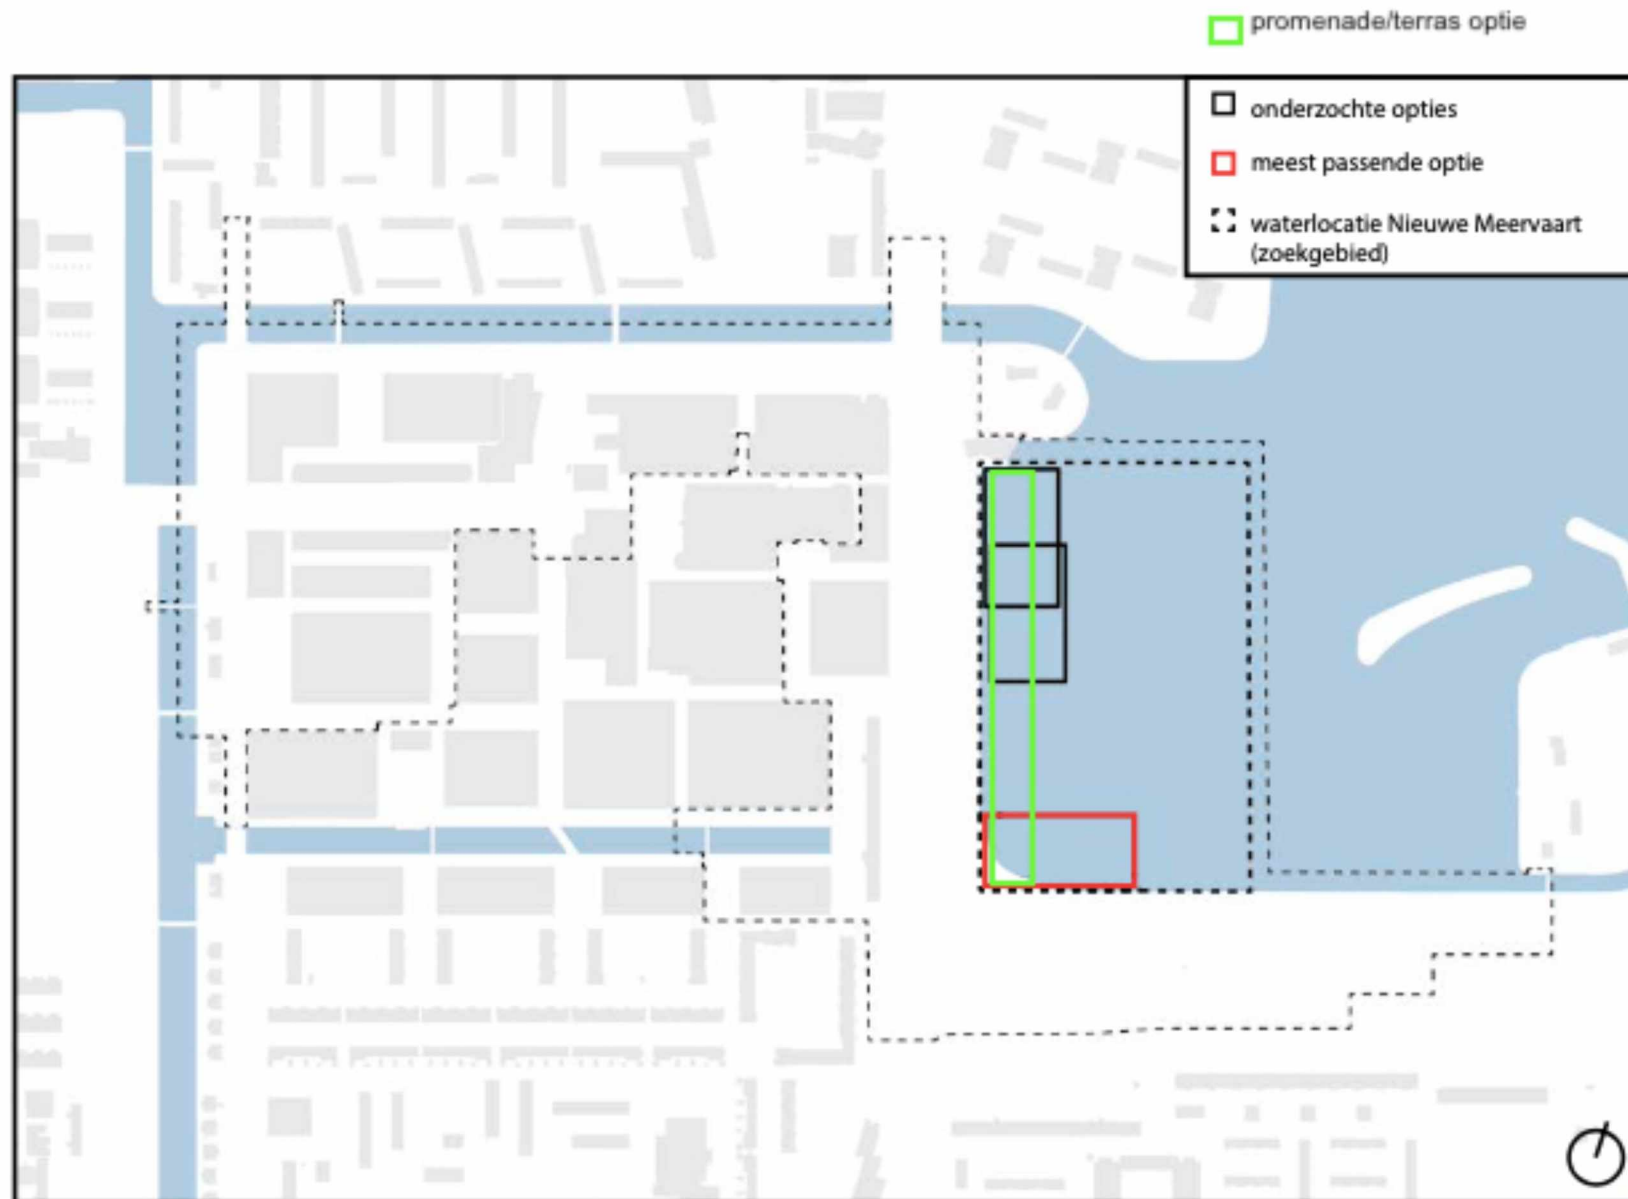 promenade/terras optie
onderzochte opties
meest passende optie
waterlocatie Nieuwe Meervaart
(zoekgebied)